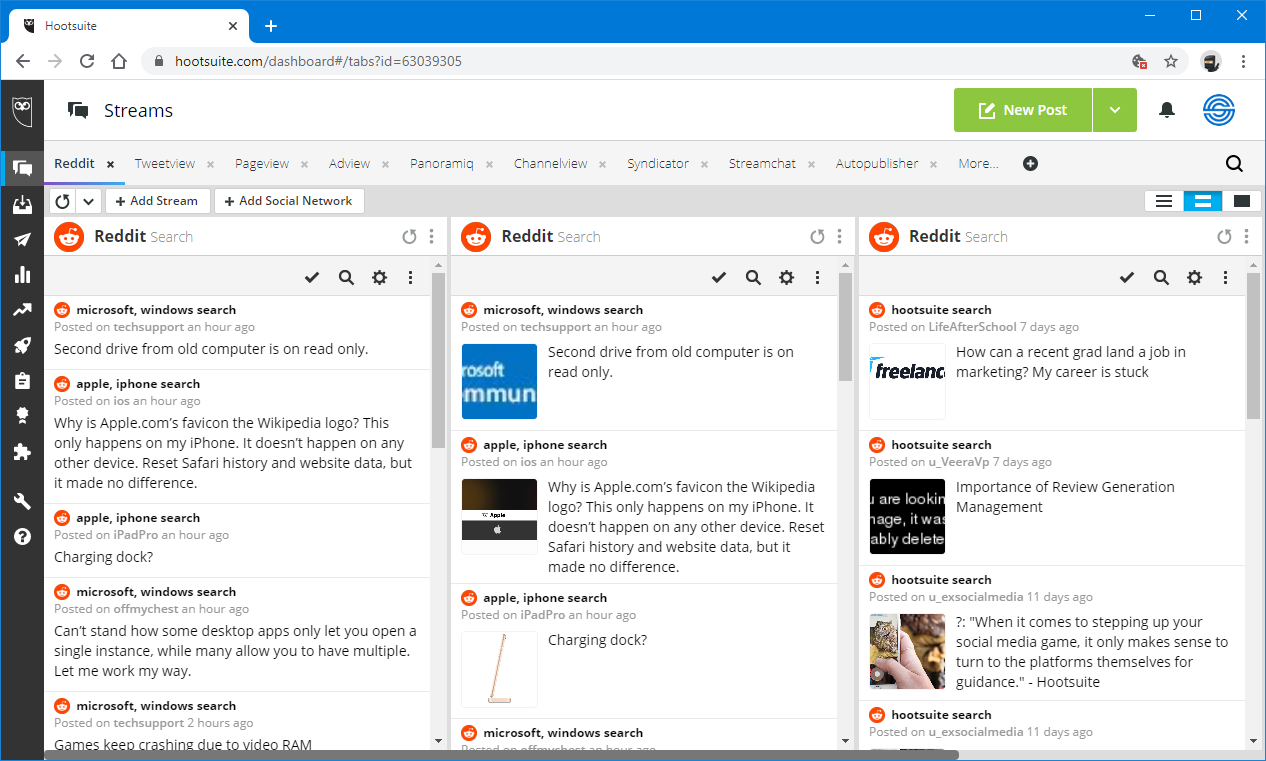 Hootsuite
hootsuite.com/dashboard#/tabs?id=63039305
Streams
New Post
Reddit Tweetview Pageview Adview Panoramiq Channelview Syndicator Streamchat Autopublisher More...
Add Stream Add Social Network
Reddit Search
microsoft, windows search
Posted on techsupport an hour ago
Second drive from old computer is on read only.
apple, iphone search
Posted on ios an hour ago
Why is Apple.com’s favicon the Wikipedia logo? This
only happens on my iPhone. It doesn’t happen on any
other device. Reset Safari history and website data, but
it made no difference.
apple, iphone search
Posted on iPadPro an hour ago
Charging dock?
microsoft, windows search
Posted on offmychest an hour ago
Can’t stand how some desktop apps only let you open a
single instance, while many allow you to have multiple.
Let me work my way.
microsoft, windows search
Posted on techsupport 2 hours ago
Games keep crashing due to video RAM
Reddit Search
microsoft, windows search
Posted on techsupport an hour ago
rosoft
mmun
Second drive from old computer is on
read only.
apple, iphone search
Posted on ios an hour ago
Apple
Why is Apple.com’s favicon the Wikipedia
logo? This only happens on my iPhone. It
doesn’t happen on any other device. Reset
Safari history and website data, but it
made no difference.
apple, iphone search
Posted on iPadPro an hour ago
Charging dock?
microsoft, windows search
Posted on offmychest an hour ago
Reddit Search
hootsuite search
Posted on LifeAfterSchool 7 days ago
freelanc
How can a recent grad land a job in
marketing? My career is stuck
hootsuite search
Posted on u_VeeraVp 7 days ago
u are lookin
nage, it was
ably delete
Importance of Review Generation
Management
hootsuite search
Posted on u_exsocialmedia 11 days ago
?: "When it comes to stepping up your
social media game, it only makes sense to
turn to the platforms themselves for
guidance." - Hootsuite
hootsuite search
Posted on u_exsocialmedia 11 days ago